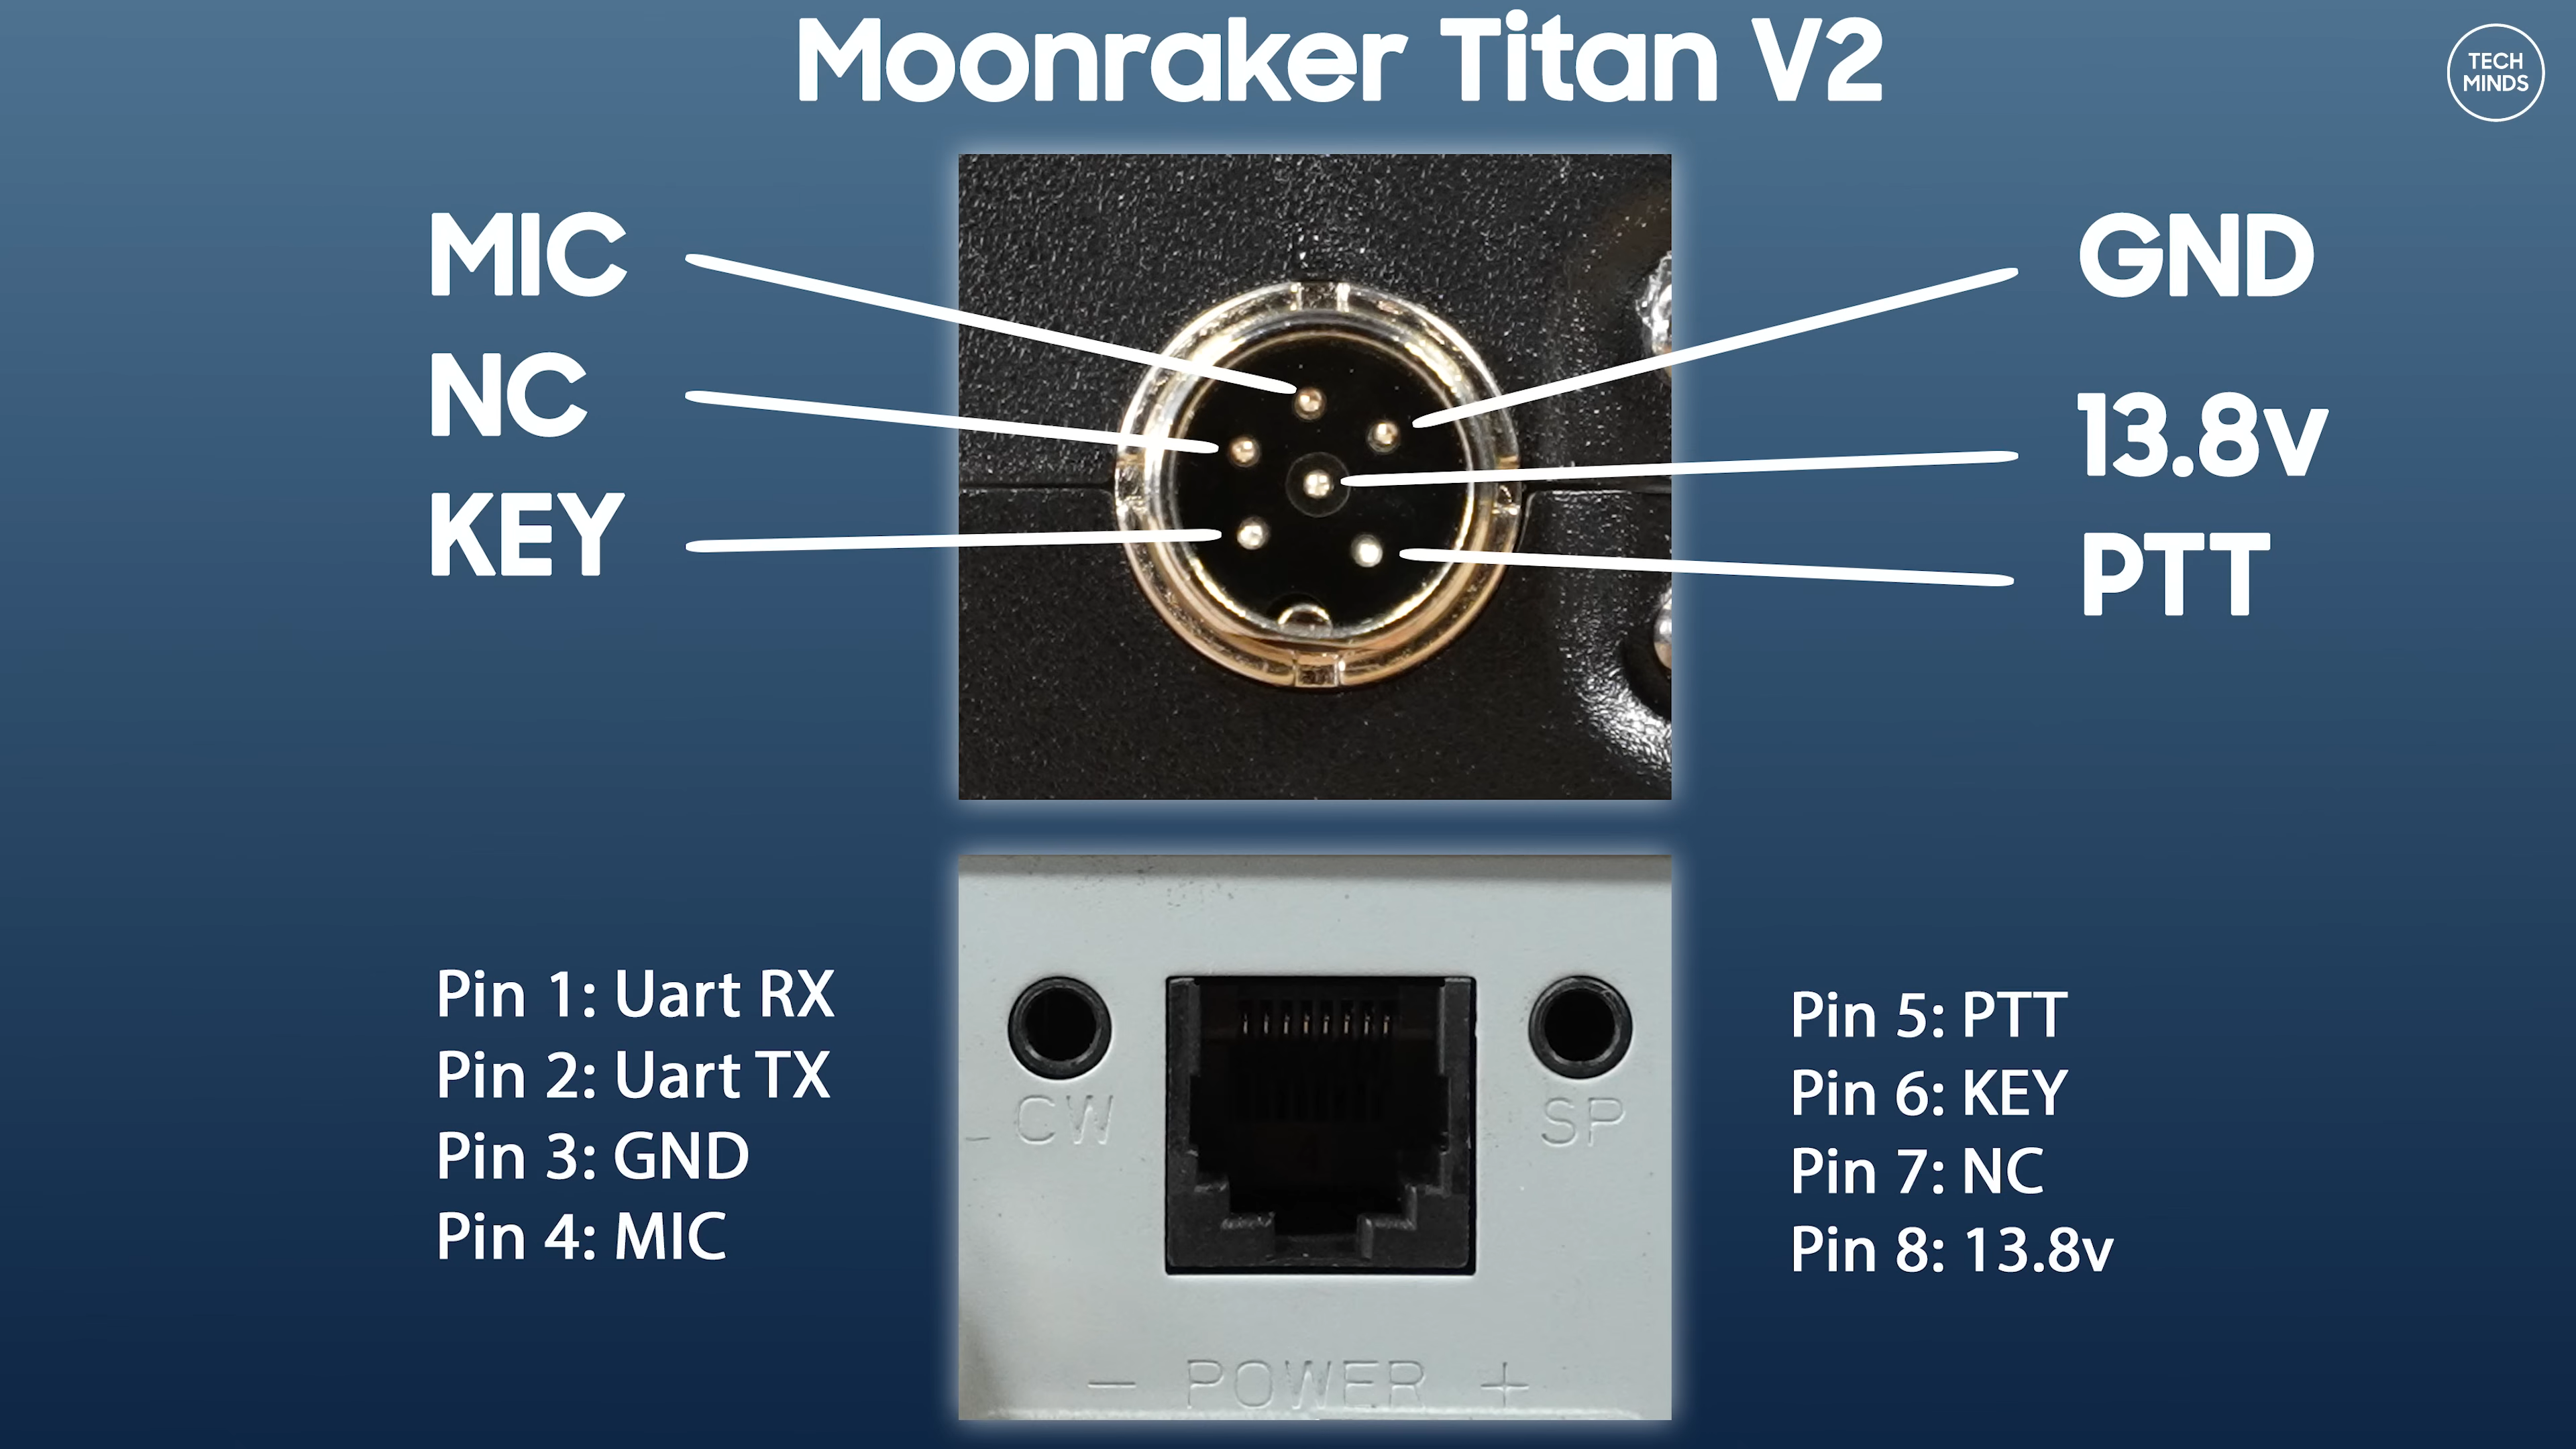 Moonraker Titan V2
TECH
MINDS
MIC
NC
KEY
GND
13.8v
PTT
Pin 1: Uart RX
Pin 2: Uart TX
Pin 3: GND
Pin 4: MIC
CW
SP
- POWER +
Pin 5: PTT
Pin 6: KEY
Pin 7: NC
Pin 8: 13.8v